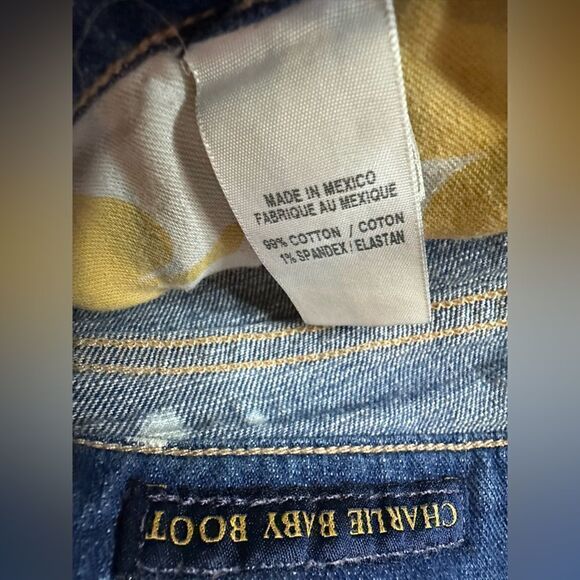 MADE IN MEXICO
FABRIQUE AU MEXIQUE
99% COTTON / COTON
1% SPANDEX / ELASTAN
CHARLIE BABY BOOT